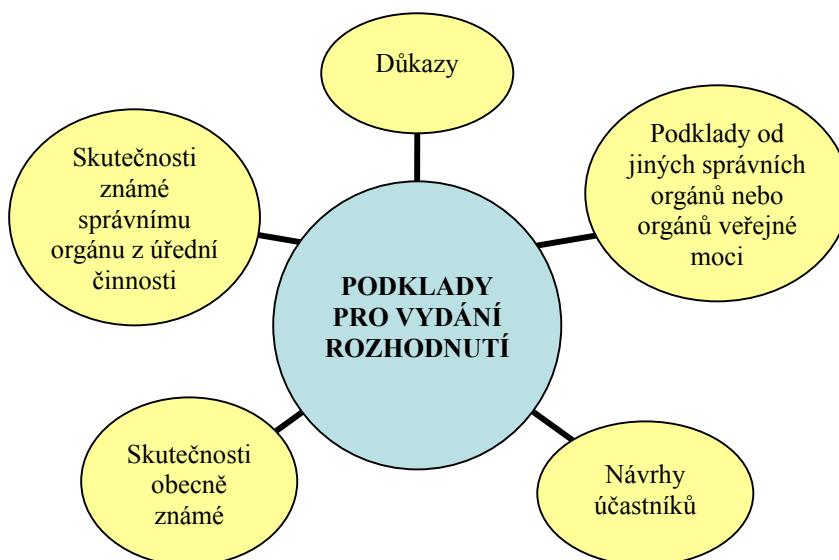 Důkazy
Podklady od
jiných správních
orgánů nebo
orgánů veřejné
moci
Skutečnosti
známé
správnímu
orgánu z úřední
činnosti
PODKLADY
PRO VYDÁNÍ
ROZHODNUTÍ
Skutečnosti
obecně
známé
Návrhy
účastníků